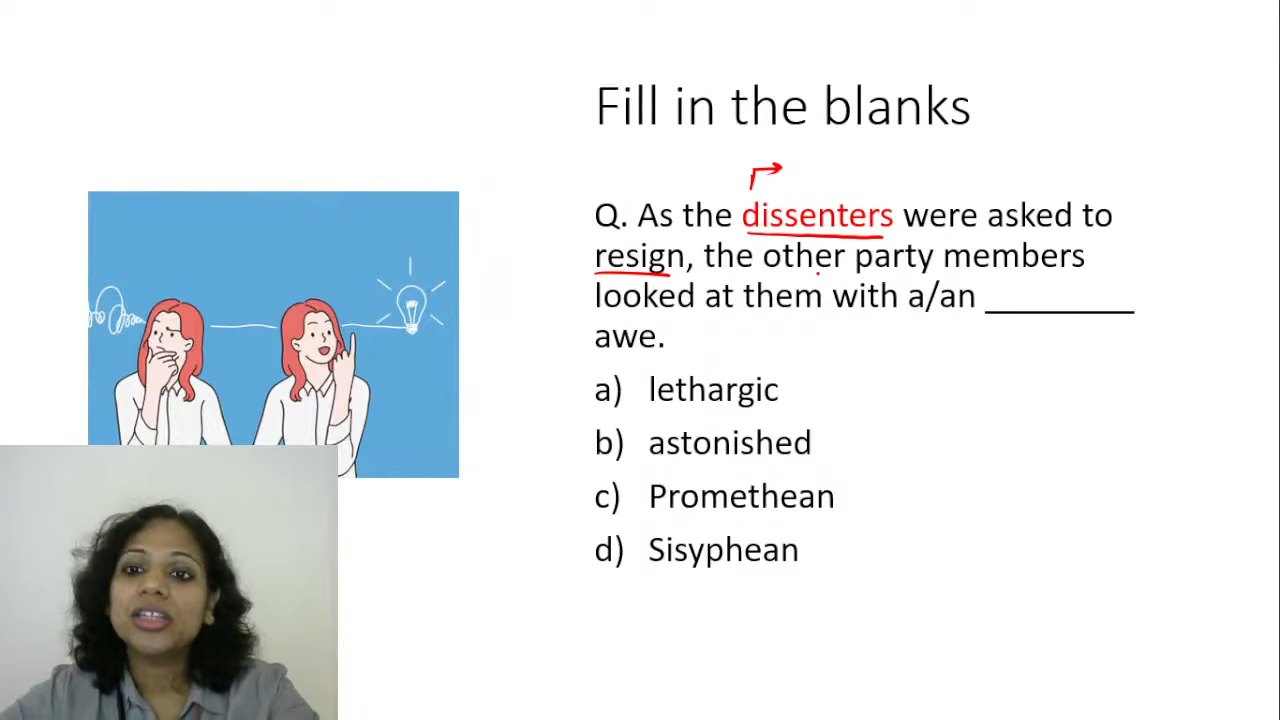 Fill in the blanks
Q. As the dissenters were asked to
resign, the other party members
looked at them with a/an _________
awe.
a) lethargic
b) astonished
c) Promethean
d) Sisyphean